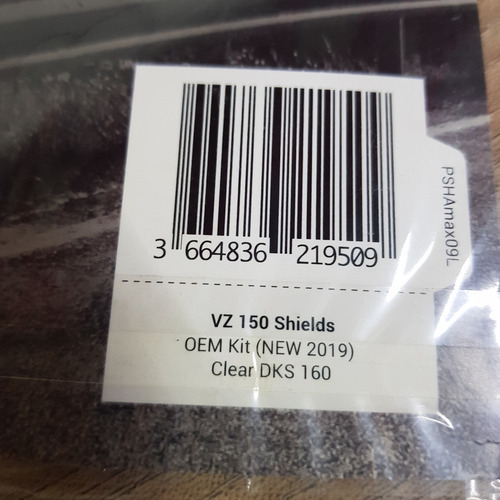 3 664836 219509
PSHAmax09L
VZ 150 Shields
OEM Kit (NEW 2019)
Clear DKS 160